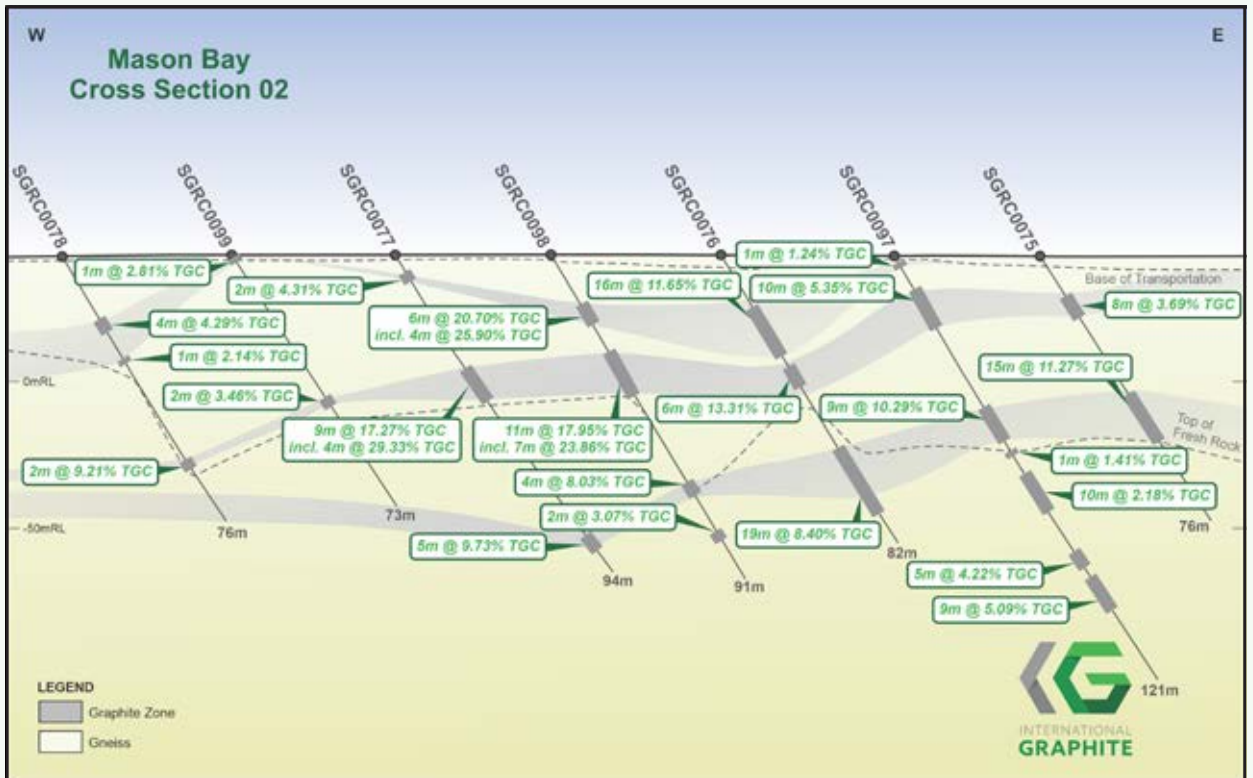 W
E
Mason Bay
Cross Section 02
SGRC0078
SGRC0099
SGRC0077
SGRC0098
SGRC0076
SGRC0097
SGRC0075
1m @ 2.81% TGC
1m @ 1.24% TGC
2m @ 4.31% TGC
16m @ 11.65% TGC
10m @ 5.35% TGC
Base of Transportation
8m @ 3.69% TGC
4m @ 4.29% TGC
6m @ 20.70% TGC
incl. 4m @ 25.90% TGC
1m @ 2.14% TGC
15m @ 11.27% TGC
0mRL
2m @ 3.46% TGC
6m @ 13.31% TGC
9m @ 10.29% TGC
9m @ 17.27% TGC
incl. 4m @ 29.33% TGC
11m @ 17.95% TGC
incl. 7m @ 23.86% TGC
Top of
Fresh Rock
2m @ 9.21% TGC
1m @ 1.41% TGC
4m @ 8.03% TGC
10m @ 2.18% TGC
-50mRL
76m
73m
2m @ 3.07% TGC
19m @ 8.40% TGC
76m
5m @ 9.73% TGC
82m
94m
91m
5m @ 4.22% TGC
9m @ 5.09% TGC
121m
LEGEND
Graphite Zone
Gneiss
INTERNATIONAL
GRAPHITE